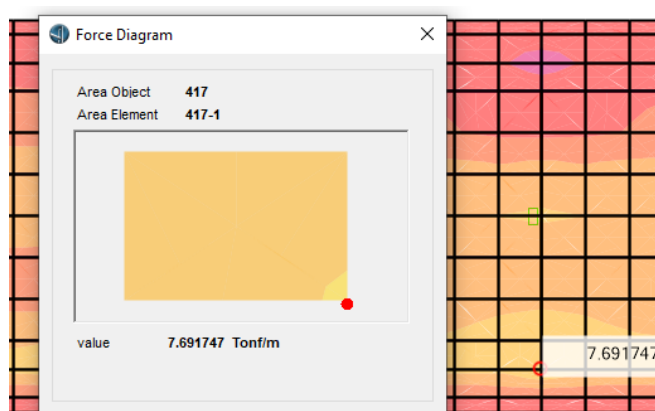 Force Diagram
Area Object 417
Area Element 417-1
value 7.691747 Tonf/m
7.691747